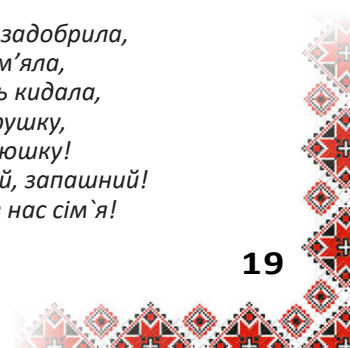 задобрила,
м’яла,
ь кидала,
рушку,
юшку!
й, запашний!
нас сім`я!
19